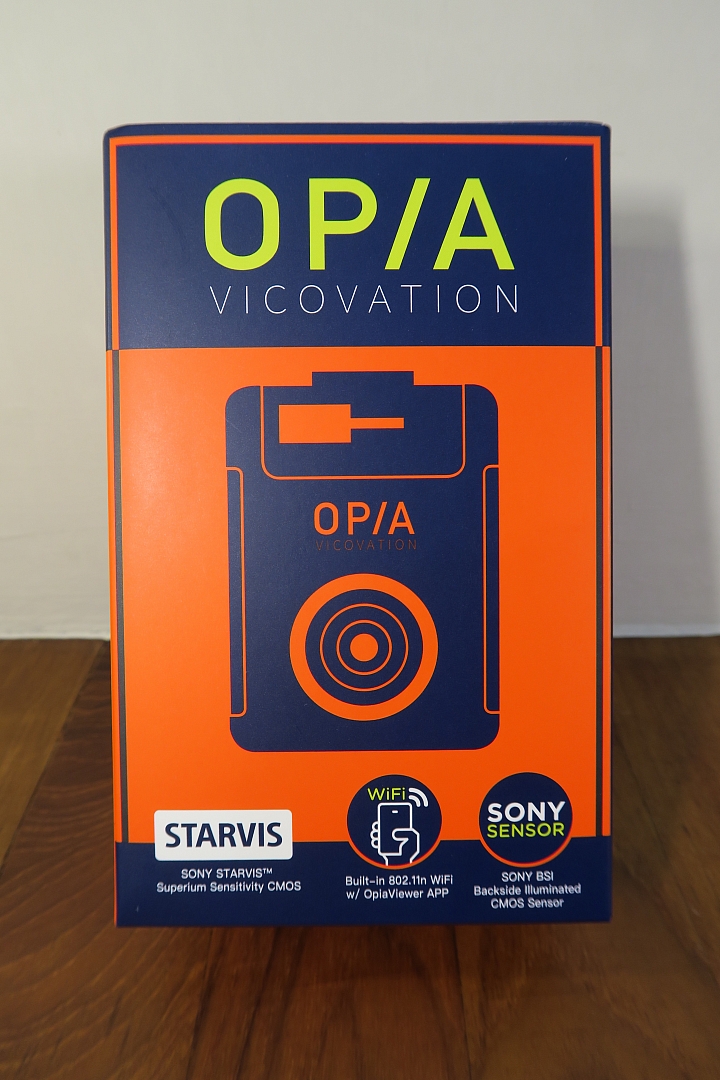 OP/A
VICOVATION
OP/A
VICOVATION
WiFi
STARVIS
SONY
SENSOR
SONY STARVIS™
Superium Sensitivity CMOS
Built-in 802.11n WiFi
w/ OpiaViewer APP
SONY BSI
Backside Illuminated
CMOS Sensor